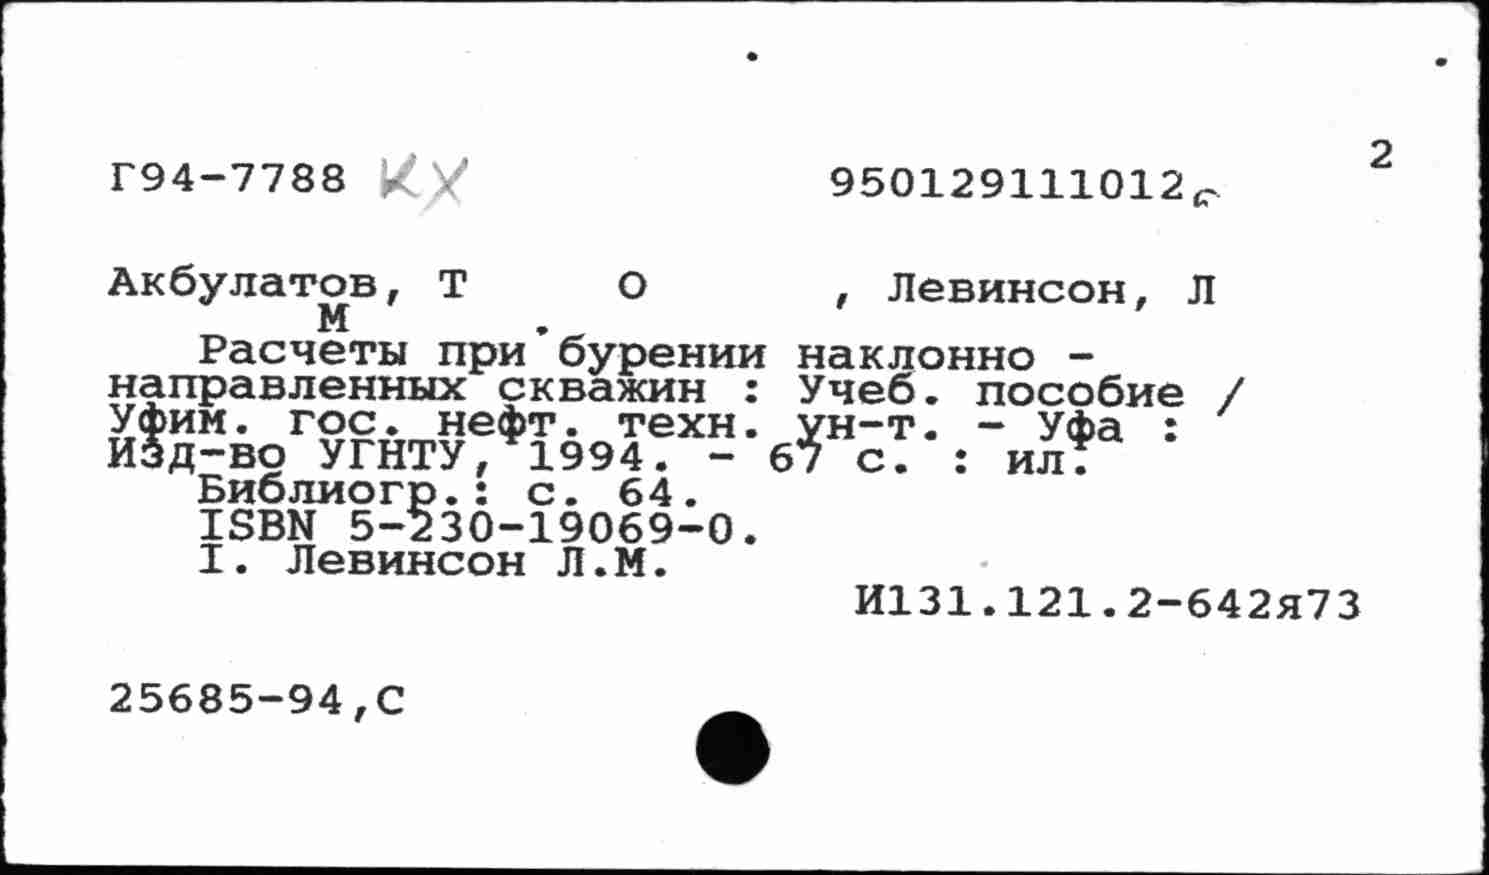 2
Г94-7788 КХ 950129111012
Акбулатов, Т О , Левинсон, Л
М .
Расчеты при бурении наклонно -
направленных скважин : Учеб. пособие /
Уфим. гос. нефт. техн. ун-т. - Уфа :
Изд-во УГНТУ, 1994. - 67 с. : ил.
Библиогр.: с. 64.
ISBN 5-230-19069-0.
I. Левинсон Л.М.
И131.121.2-642я73
25685-94,С